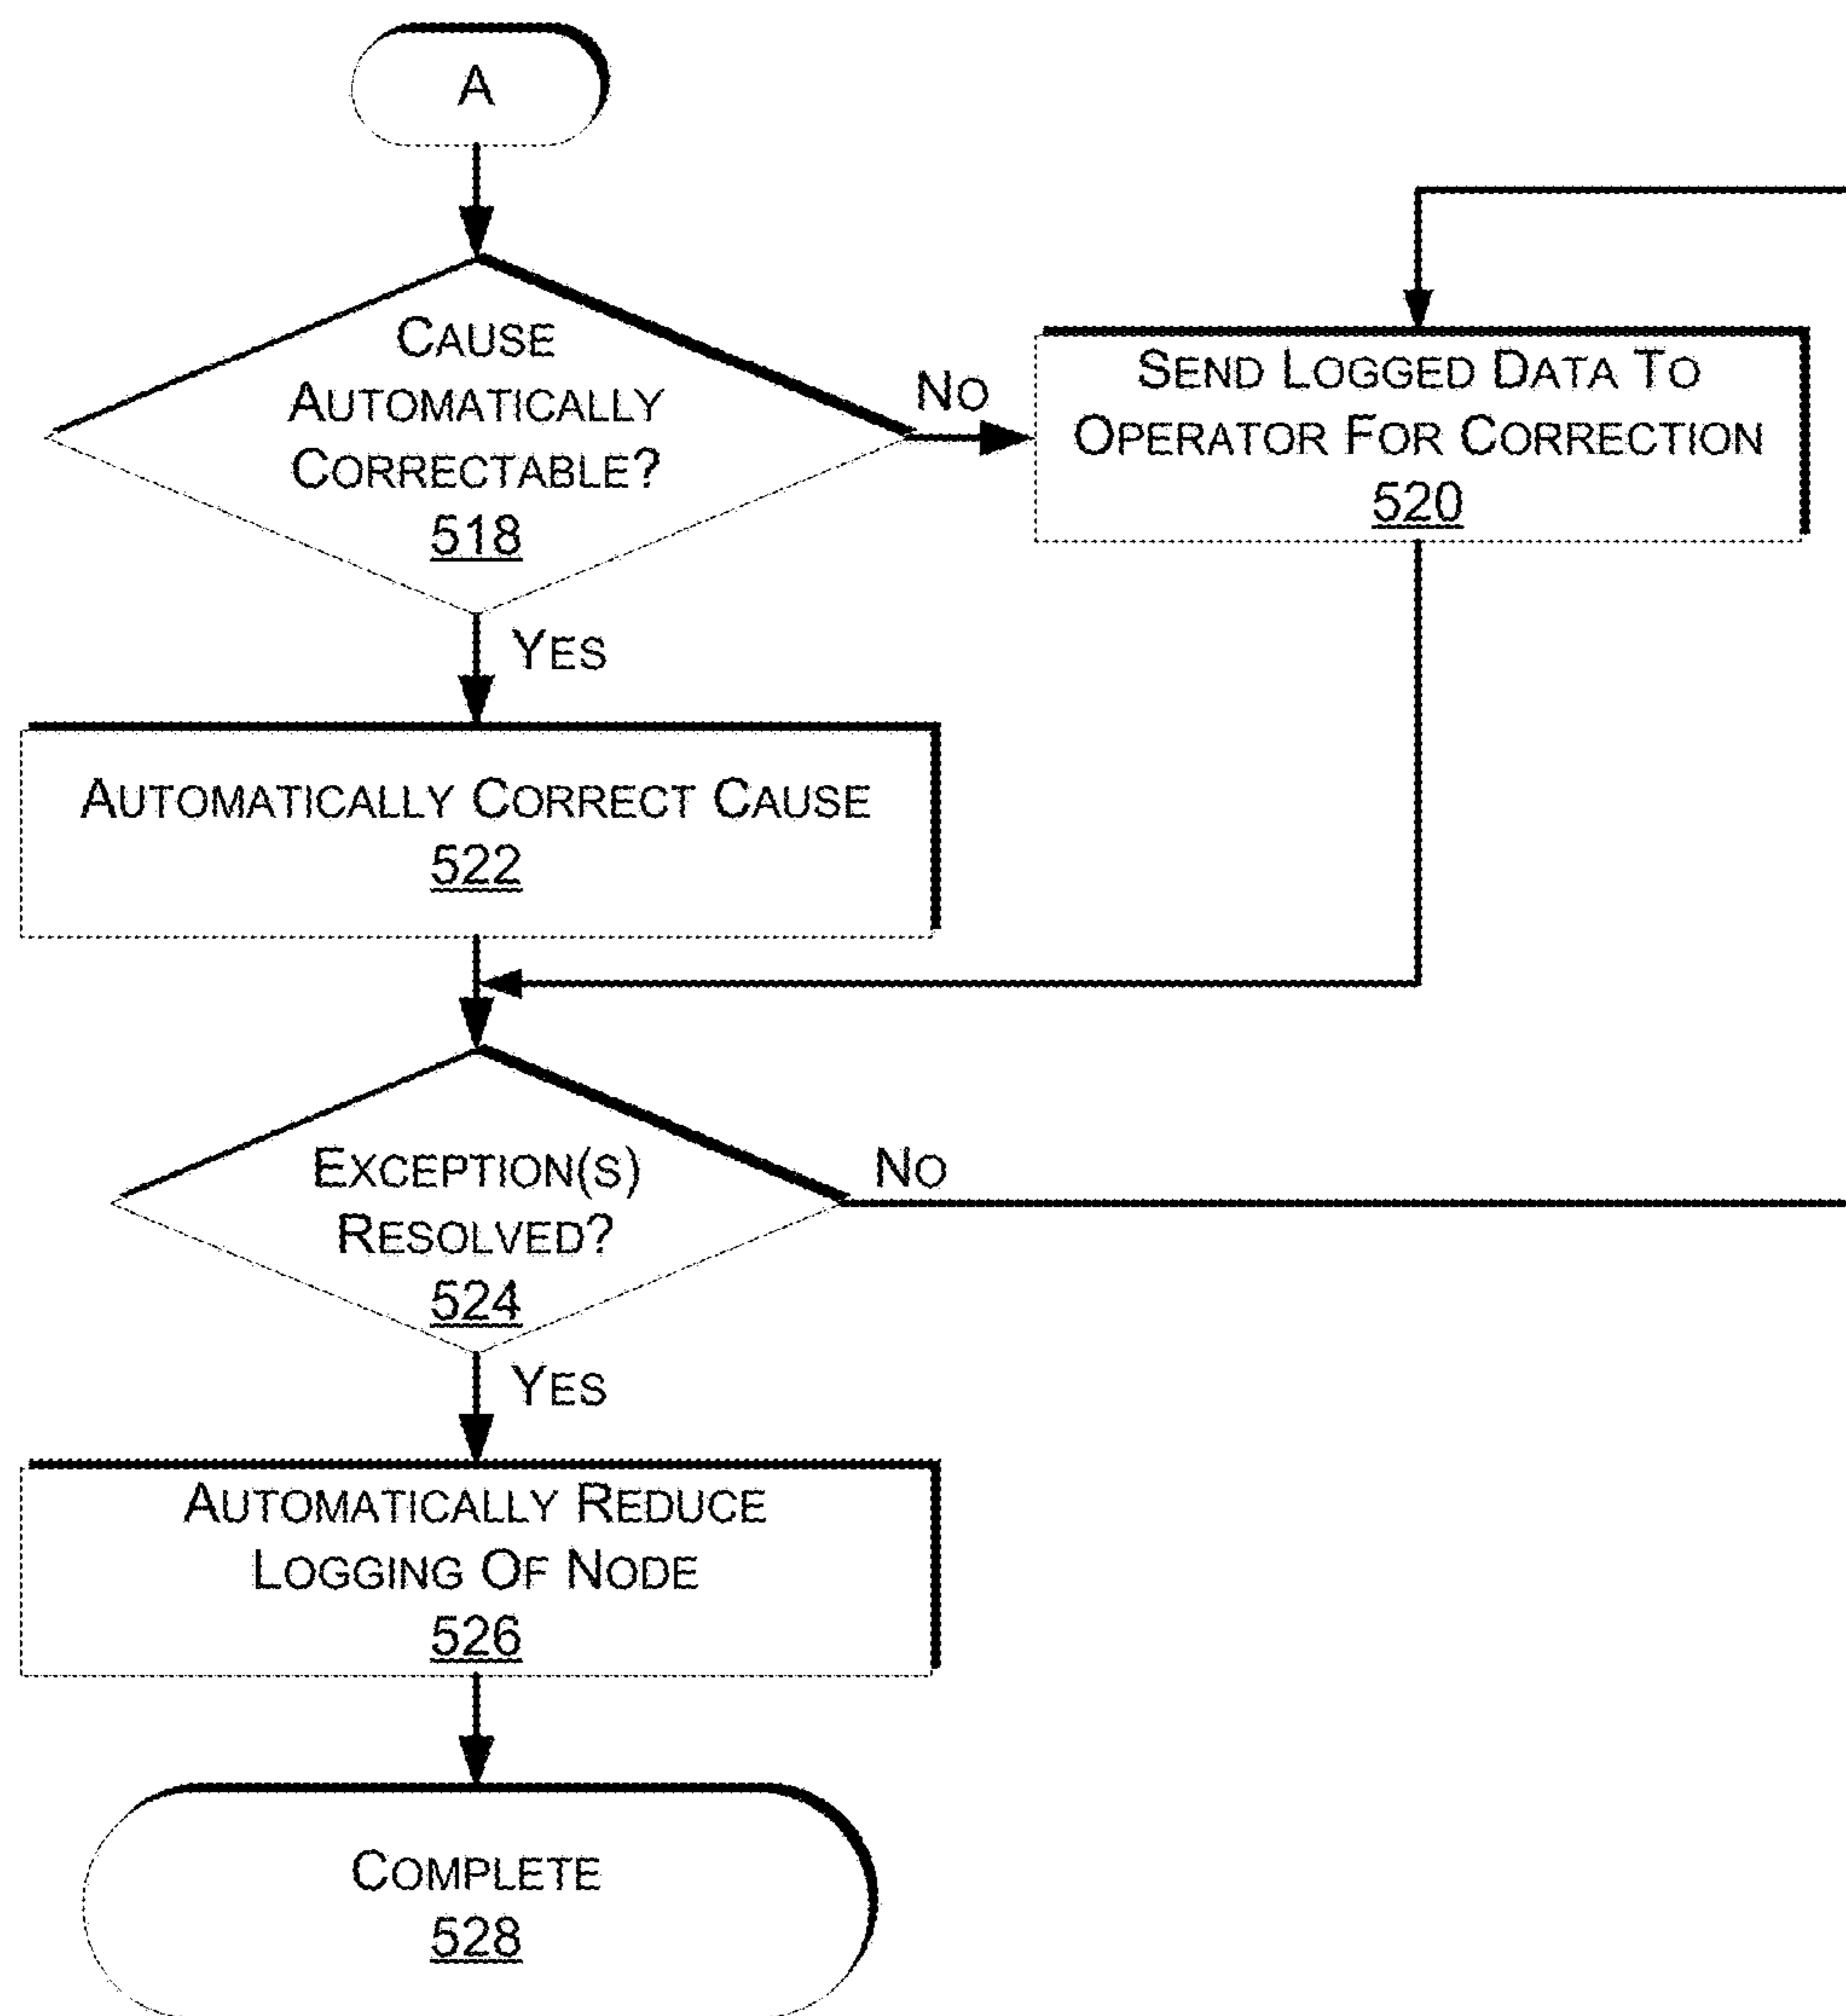 A
CAUSE
AUTOMATICALLY
CORRECTABLE?
518
NO
SEND LOGGED DATA TO
OPERATOR FOR CORRECTION
520
YES
AUTOMATICALLY CORRECT CAUSE
522
EXCEPTION(S)
RESOLVED?
524
NO
YES
AUTOMATICALLY REDUCE
LOGGING OF NODE
526
COMPLETE
528